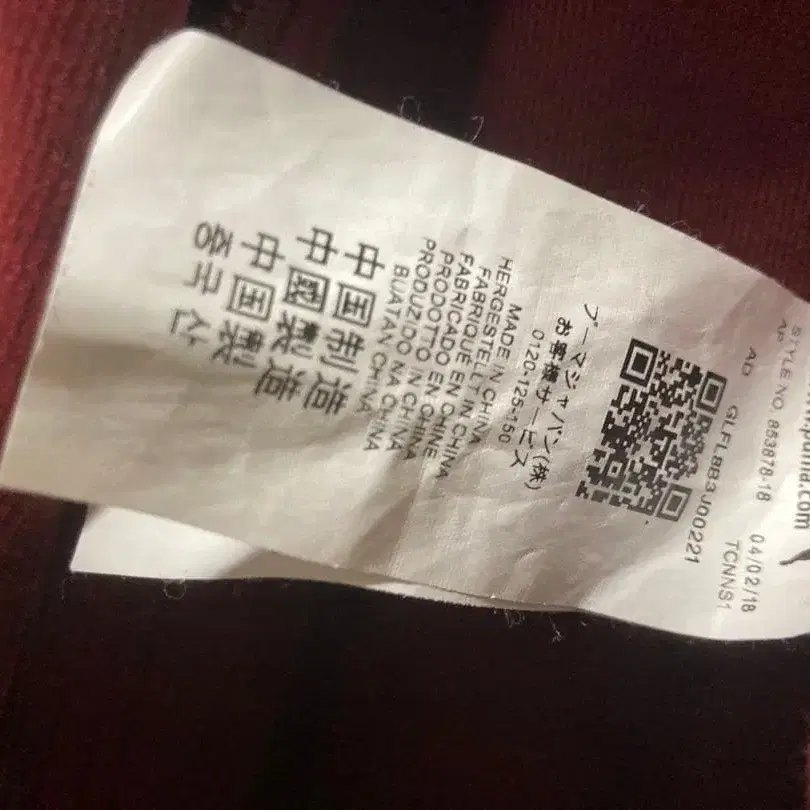 puma.com
STYLE NO. 853878-18 04/02/18
AP TCNNS1
AD GLFL8B3J00221
プーマジャパン(株)
お客様サービス
0120-125-150
MADE IN CHINA
HERGESTELLT IN CHINA
FABRIQUÉ EN CHINE
FABRICADO EN CHINA
PRODOTTO IN CHINA
PRODUZIDO NA CHINA
BUATAN CHINA
中国制造
中國製造
中国製
중국산